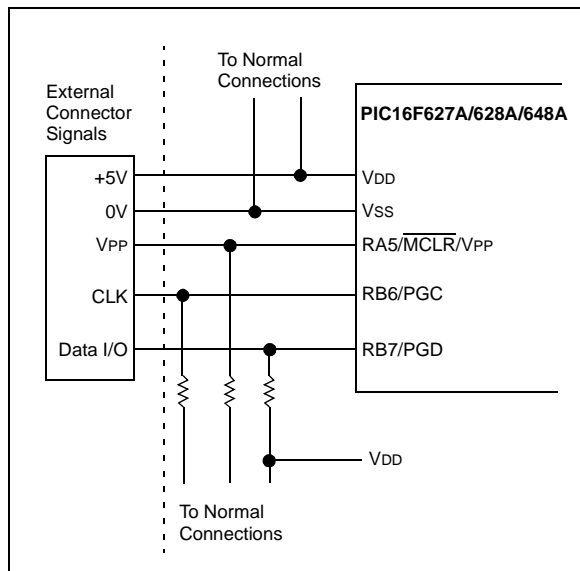 To Normal
Connections
External
Connector
Signals
PIC16F627A/628A/648A
+5V
VDD
0V
VSS
VPP
RA5/MCLR/VPP
CLK
RB6/PGC
Data I/O
RB7/PGD
VDD
To Normal
Connections